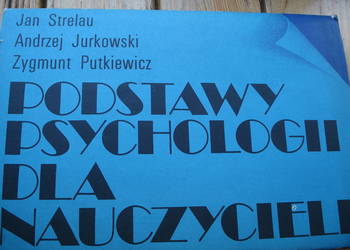 Jan Strelau
Andrzej Jurkowski
Zygmunt Putkiewicz
PODSTAWY
PSYCHOLOGII
DLA
NAUCZYCIELI